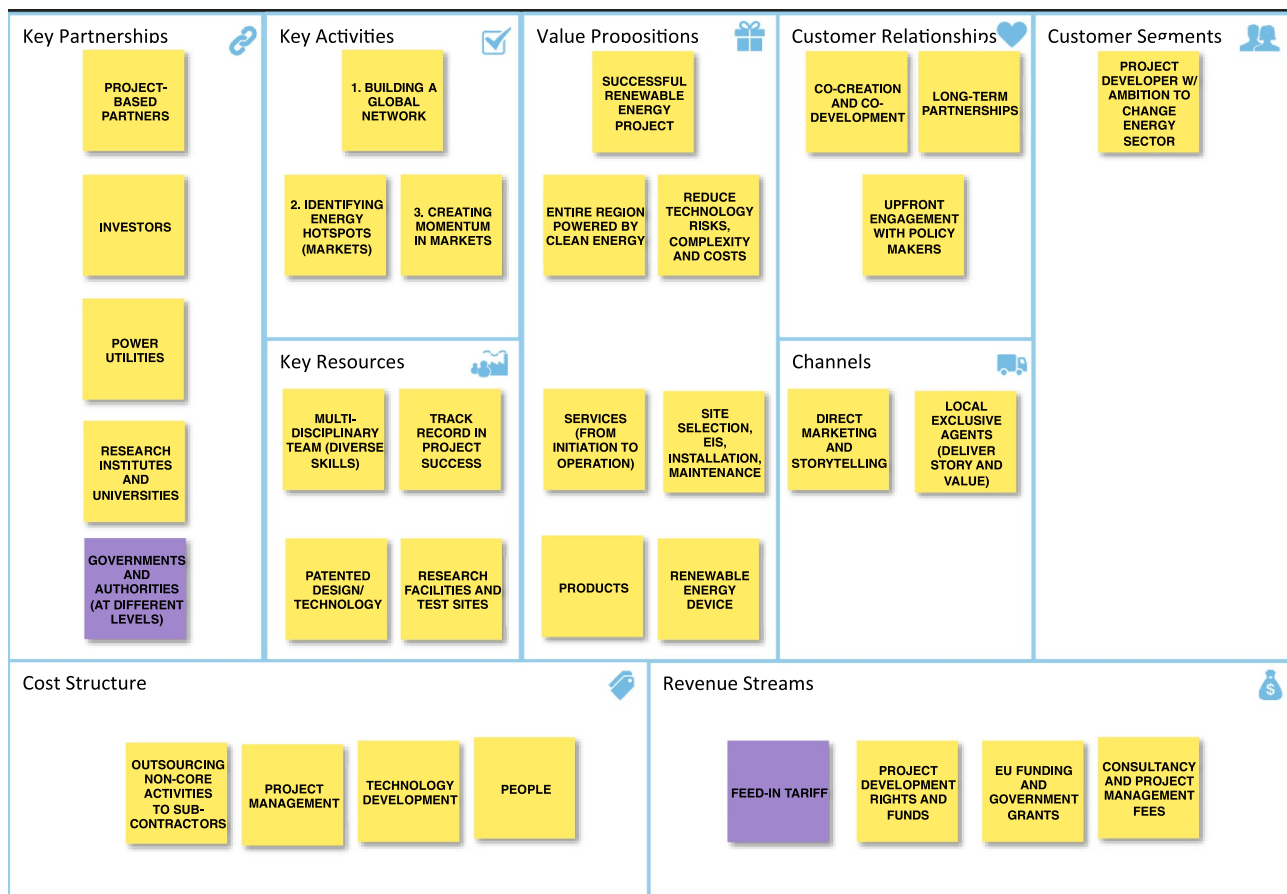 Key Partnerships
PROJECT-
BASED
PARTNERS
INVESTORS
POWER
UTILITIES
RESEARCH
INSTITUTES
AND
UNIVERSITIES
GOVERNMENTS
AND
AUTHORITIES
(AT DIFFERENT
LEVELS)
Key Activities
1. BUILDING A
GLOBAL
NETWORK
2. IDENTIFYING
ENERGY
HOTSPOTS
(MARKETS)
3. CREATING
MOMENTUM
IN MARKETS
Key Resources
MULTI-
DISCIPLINARY
TEAM (DIVERSE
SKILLS)
TRACK
RECORD IN
PROJECT
SUCCESS
PATENTED
DESIGN/
TECHNOLOGY
RESEARCH
FACILITIES AND
TEST SITES
Value Propositions
SUCCESSFUL
RENEWABLE
ENERGY
PROJECT
ENTIRE REGION
POWERED BY
CLEAN ENERGY
REDUCE
TECHNOLOGY
RISKS,
COMPLEXITY
AND COSTS
SERVICES
(FROM
INITIATION TO
OPERATION)
SITE
SELECTION,
EIS,
INSTALLATION,
MAINTENANCE
PRODUCTS
RENEWABLE
ENERGY
DEVICE
Customer Relationships
CO-CREATION
AND CO-
DEVELOPMENT
LONG-TERM
PARTNERSHIPS
UPFRONT
ENGAGEMENT
WITH POLICY
MAKERS
Channels
DIRECT
MARKETING
AND
STORYTELLING
LOCAL
EXCLUSIVE
AGENTS
(DELIVER
STORY AND
VALUE)
Customer Segments
PROJECT
DEVELOPER W/
AMBITION TO
CHANGE
ENERGY
SECTOR
Cost Structure
OUTSOURCING
NON-CORE
ACTIVITIES
TO SUB-
CONTRACTORS
PROJECT
MANAGEMENT
TECHNOLOGY
DEVELOPMENT
PEOPLE
Revenue Streams
$
FEED-IN TARIFF
PROJECT
DEVELOPMENT
RIGHTS AND
FUNDS
EU FUNDING
AND
GOVERNMENT
GRANTS
CONSULTANCY
AND PROJECT
MANAGEMENT
FEES